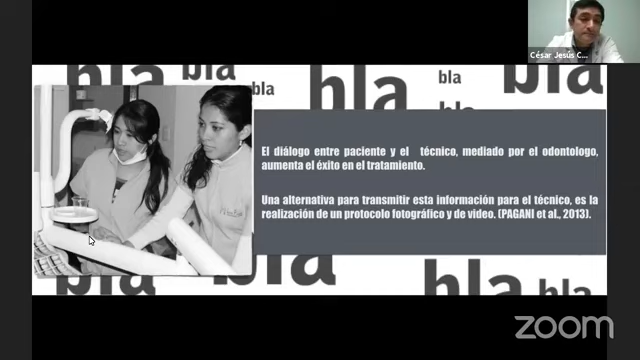 César Jesús C...
bla
bla
bla
bla
bla
bla
El diálogo entre paciente y el técnico, mediado por el odontologo,
aumenta el éxito en el tratamiento.
Una alternativa para transmitir esta información para el técnico, es la
realización de un protocolo fotográfico y de video. (PAGANI et al., 2013).
bla
bla
bla
bla
bla
zoom